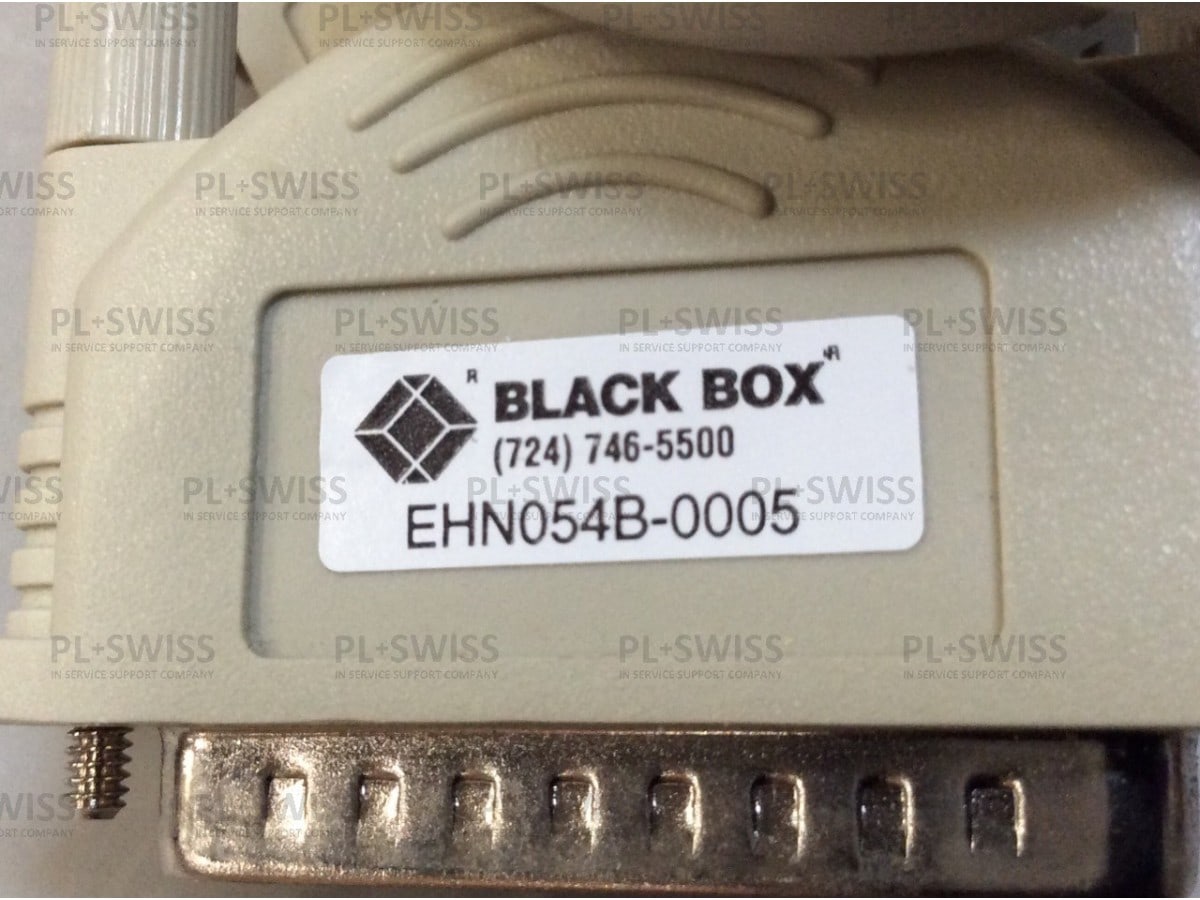 BLACK BOX
(724) 746-5500
EHN054B-0005
PL+SWISS
IN SERVICE SUPPORT COMPANY